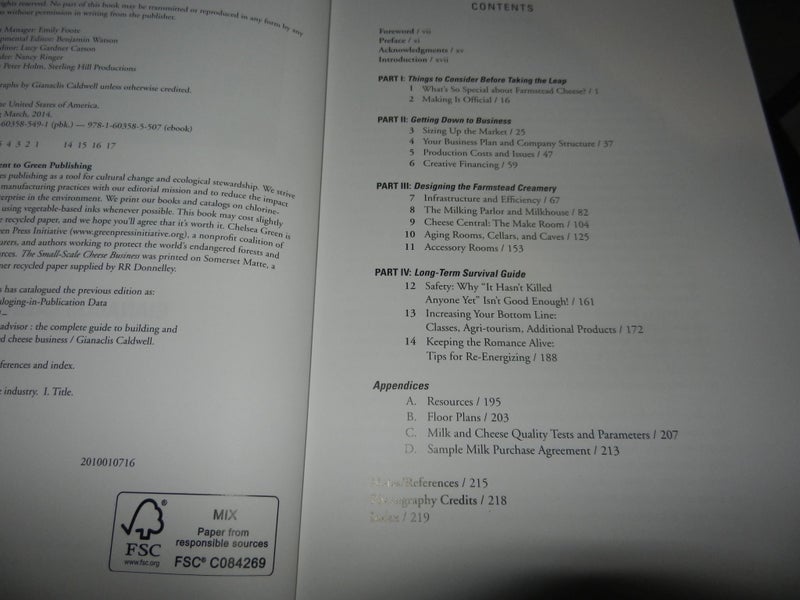 ights reserved. No part of this book may be transmitted or reproduced in any form by any
s without permission in writing from the publisher.
Manager: Emily Foote
pmental Editor: Benjamin Watson
ditor: Lucy Gardner Carson
der: Nancy Ringer
Peter Holm, Sterling Hill Productions
graphs by Gianaclis Caldwell unless otherwise credited.
he United States of America.
g March, 2014.
-60358-549-1 (pbk.) — 978-1-60358-5-507 (ebook)
5 4 3 2 1 14 15 16 17
ent to Green Publishing
es publishing as a tool for cultural change and ecological stewardship. We strive
manufacturing practices with our editorial mission and to reduce the impact
terprise in the environment. We print our books and catalogs on chlorine-
using vegetable-based inks whenever possible. This book may cost slightly
e recycled paper, and we hope you'll agree that it's worth it. Chelsea Green is
een Press Initiative (www.greenpressinitiative.org), a nonprofit coalition of
urers, and authors working to protect the world's endangered forests and
urces. The Small-Scale Cheese Business was printed on Somerset Matte, a
mer recycled paper supplied by RR Donnelley.
s has catalogued the previous edition as:
aloging-in-Publication Data
advisor : the complete guide to building and
d cheese business / Gianaclis Caldwell.
ferences and index.
industry. I. Title.
2010010716
FSC
www.fsc.org
MIX
Paper from
responsible sources
FSC® C084269
CONTENTS
Foreword / vii
Preface / xi
Acknowledgments / xv
Introduction / xvii
PART I: Things to Consider Before Taking the Leap
1 What's So Special about Farmstead Cheese? / 1
2 Making It Official / 16
PART II: Getting Down to Business
3 Sizing Up the Market / 25
4 Your Business Plan and Company Structure / 37
5 Production Costs and Issues / 47
6 Creative Financing / 59
PART III: Designing the Farmstead Creamery
7 Infrastructure and Efficiency / 67
8 The Milking Parlor and Milkhouse / 82
9 Cheese Central: The Make Room / 104
10 Aging Rooms, Cellars, and Caves / 125
11 Accessory Rooms / 153
PART IV: Long-Term Survival Guide
12 Safety: Why "It Hasn't Killed
Anyone Yet" Isn't Good Enough! / 161
13 Increasing Your Bottom Line:
Classes, Agri-tourism, Additional Products / 172
14 Keeping the Romance Alive:
Tips for Re-Energizing / 188
Appendices
A. Resources / 195
B. Floor Plans / 203
C. Milk and Cheese Quality Tests and Parameters / 207
D. Sample Milk Purchase Agreement / 213
Notes/References / 215
Photography Credits / 218
Index / 219